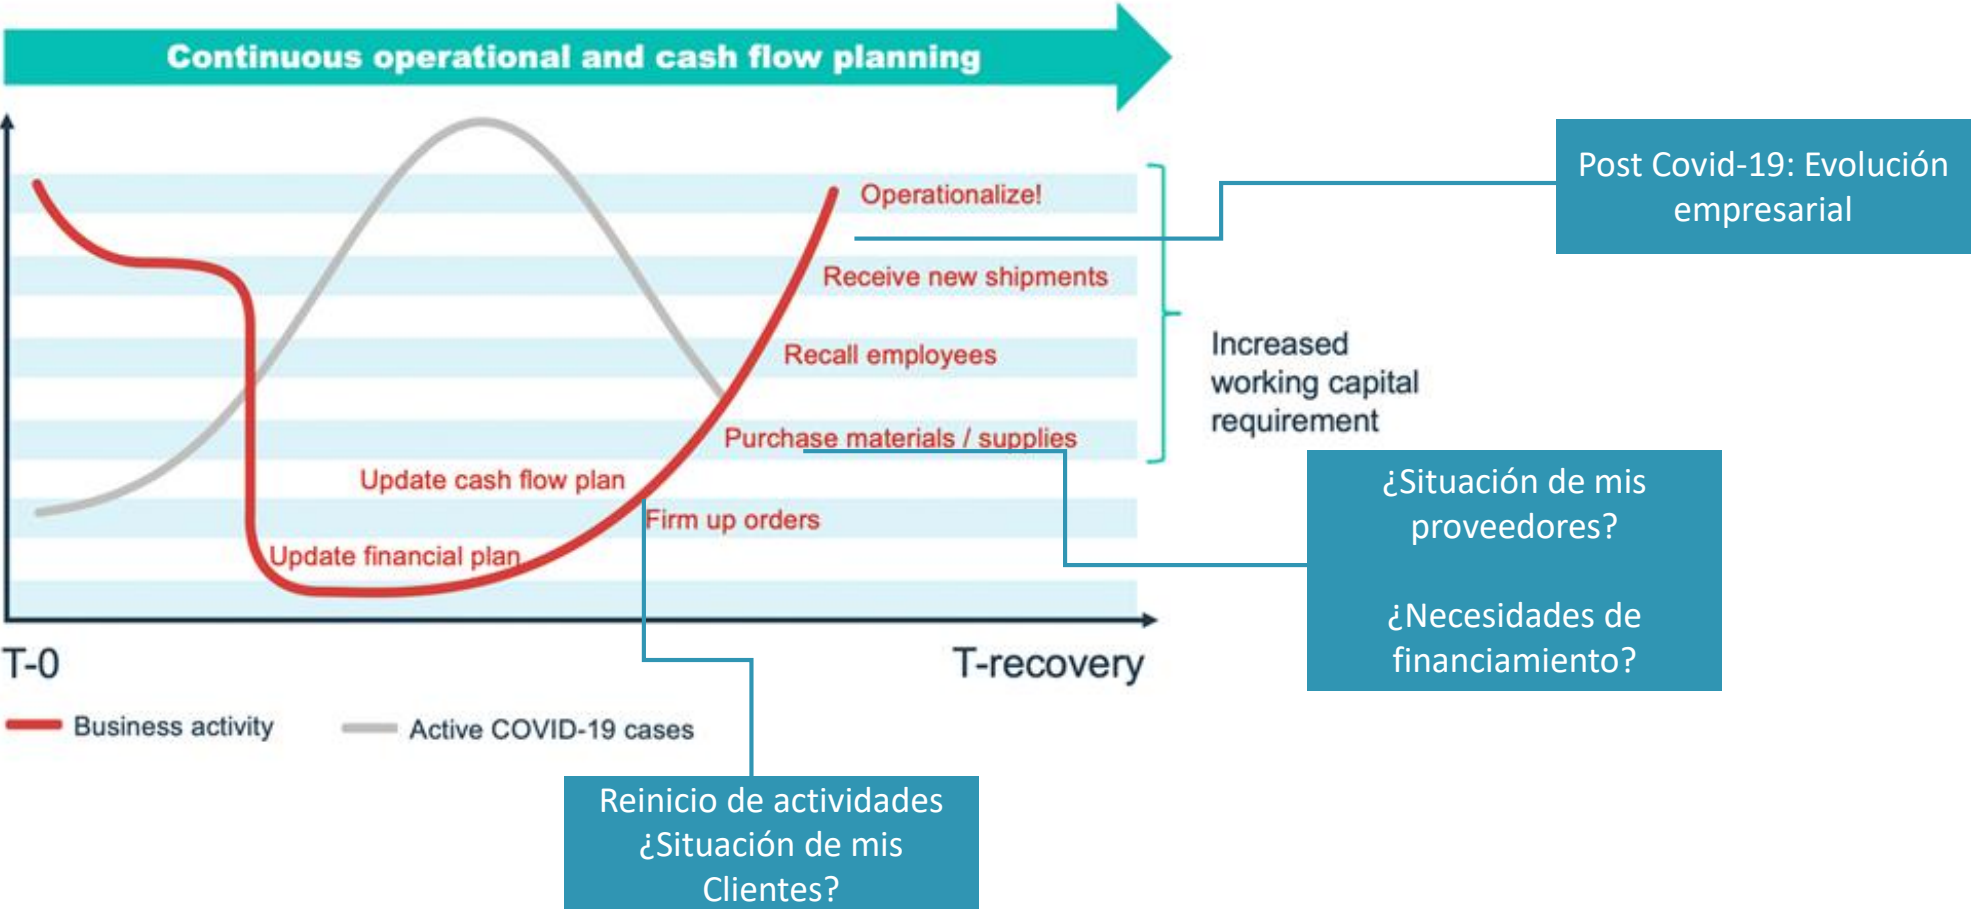 Continuous operational and cash flow planning
Post Covid-19: Evolución
empresarial
Operationalize!
Receive new shipments
Recall employees
Increased
working capital
requirement
Purchase materials / supplies
Update cash flow plan
Firm up orders
Update financial plan
¿Situación de mis
proveedores?
¿Necesidades de
financiamiento?
T-0
T-recovery
Business activity
Active COVID-19 cases
Reinicio de actividades
¿Situación de mis
Clientes?